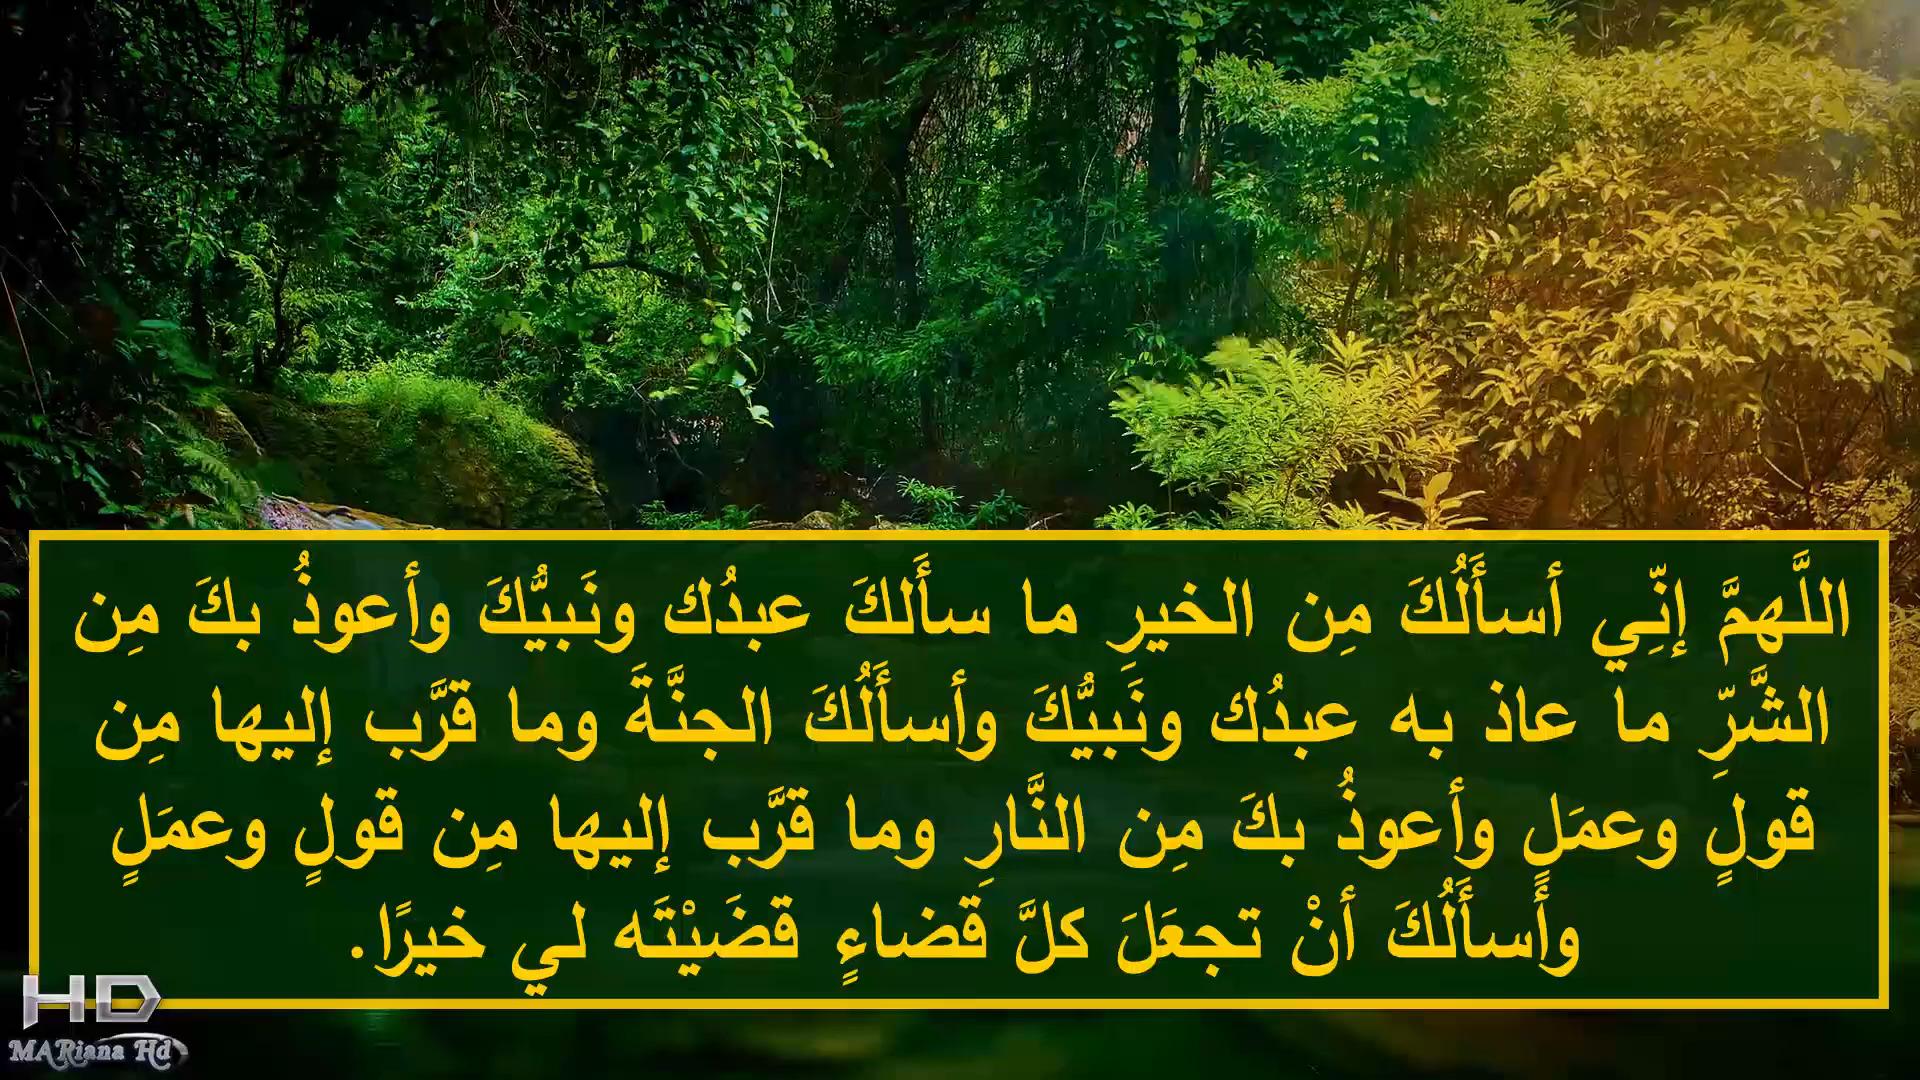 اللَّهمَّ إنِّي أسأَلُكَ مِن الخيرِ ما سأَلكَ عبدُك ونَبيُّكَ وأعوذُ بكَ مِن
الشَّرِّ ما عاذ به عبدُك ونَبيُّكَ وأسأَلُكَ الجنَّةَ وما قرَّب إليها مِن
قولٍ وعمَلٍ وأعوذُ بكَ مِن النَّارِ وما قرَّب إليها مِن قولٍ وعمَلٍ
وأَسأَلُكَ أنْ تجعَلَ كلَّ قضاءٍ قضَيْتَه لي خيرًا.
HD
MARiana Hd